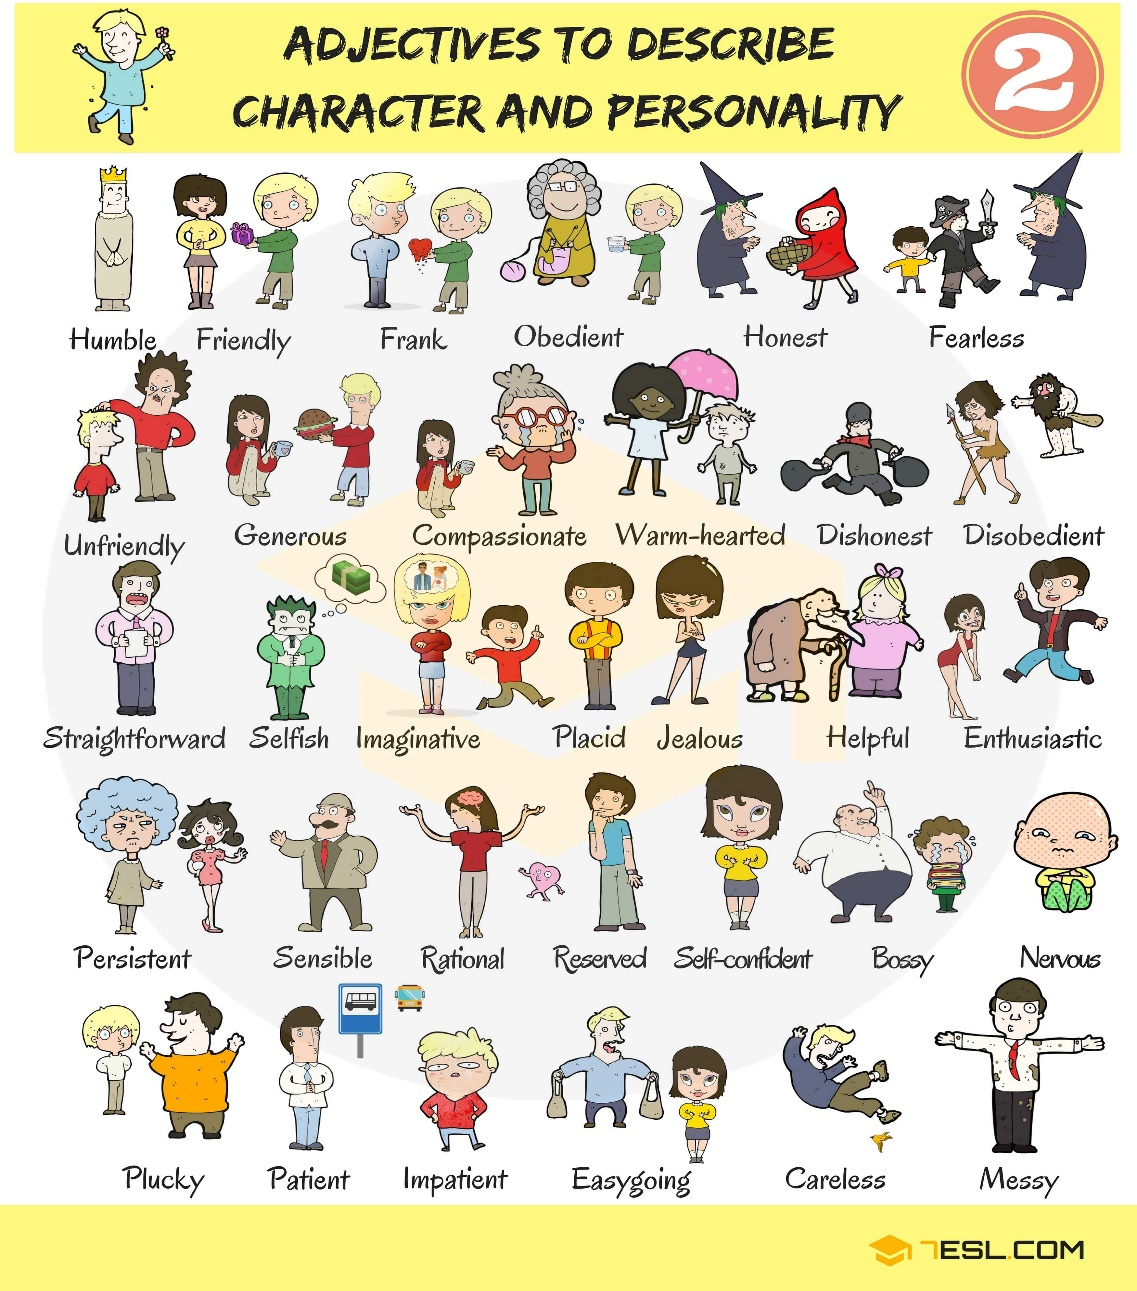 ADJECTIVES TO DESCRIBE
CHARACTER AND PERSONALITY
2
Humble Friendly Frank Obedient Honest Fearless
Unfriendly Generous Compassionate Warm-hearted Dishonest Disobedient
Straightforward Selfish Imaginative Placid Jealous Helpful Enthusiastic
Persistent Sensible Rational Reserved Self-confident Bossy Nervous
Plucky Patient Impatient Easygoing Careless Messy
7ESL.COM